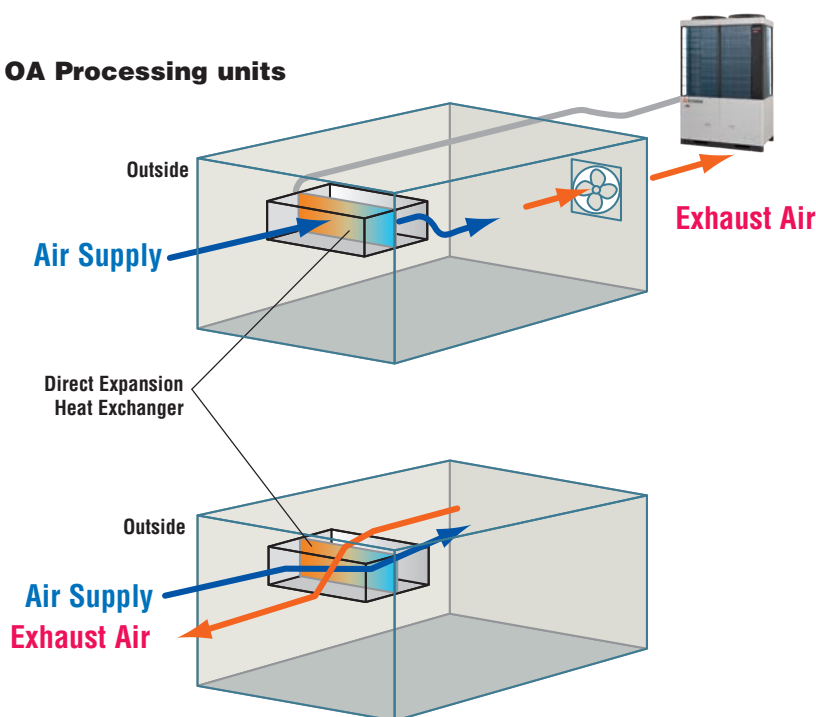 OA Processing units
Outside
Air Supply
Exhaust Air
Direct Expansion
Heat Exchanger
Outside
Air Supply
Exhaust Air